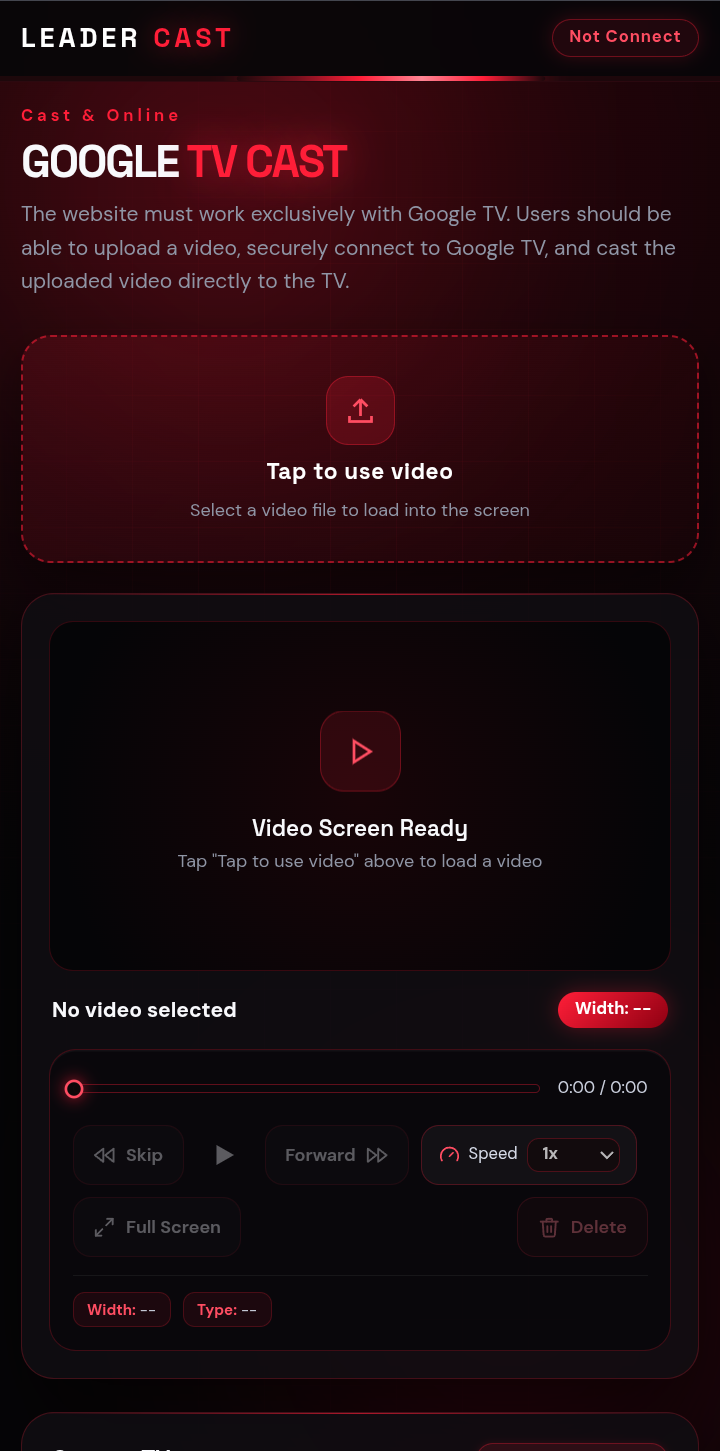 LEADER CAST
Not Connect
Cast & Online
GOOGLE TV CAST
The website must work exclusively with Google TV. Users should be
able to upload a video, securely connect to Google TV, and cast the
uploaded video directly to the TV.
Tap to use video
Select a video file to load into the screen
Video Screen Ready
Tap "Tap to use video" above to load a video
No video selected
Width: --
0:00 / 0:00
Skip
Forward
Speed
1x
Full Screen
Delete
Width: --
Type: --